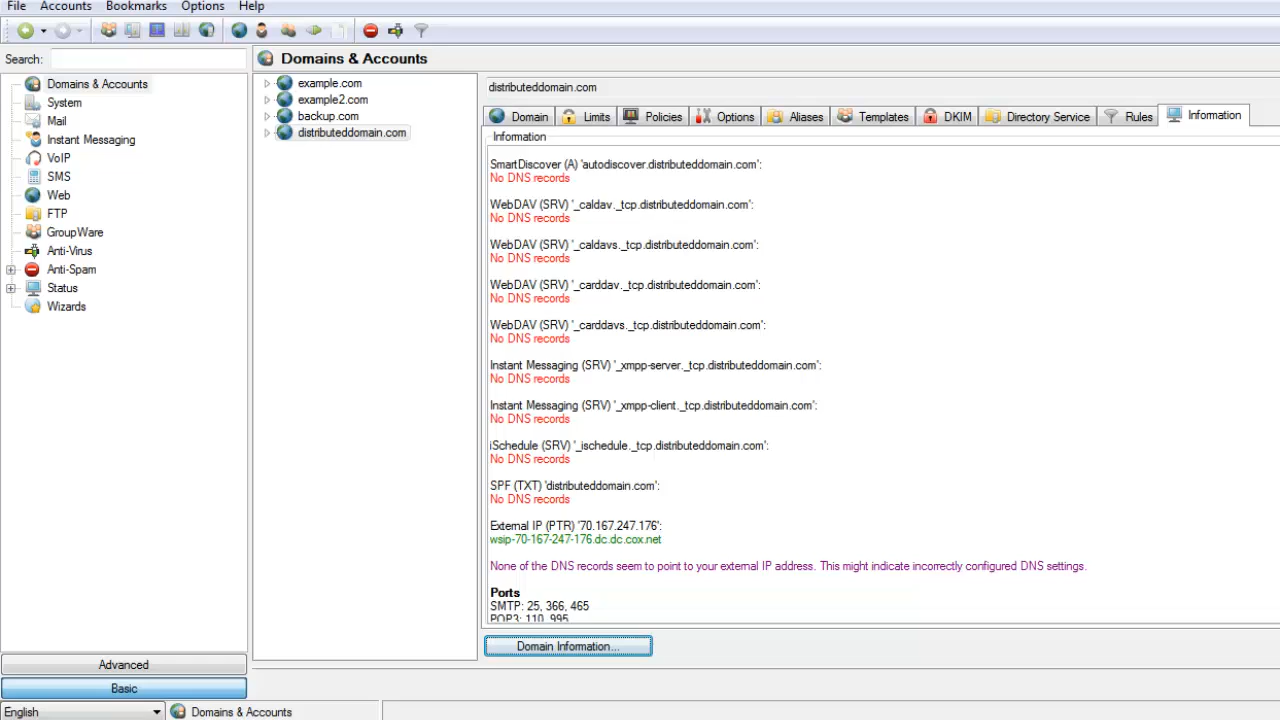 File Accounts Bookmarks Options Help
Search:
Domains & Accounts
System
Mail
Instant Messaging
VoIP
SMS
Web
FTP
GroupWare
Anti-Virus
Anti-Spam
Status
Wizards
Advanced
Basic
English
Domains & Accounts
example.com
example2.com
backup.com
distributeddomain.com
distributeddomain.com
Domain Limits Policies Options Aliases Templates DKIM Directory Service Rules Information
Information
SmartDiscover (A) 'autodiscover.distributeddomain.com':
No DNS records
WebDAV (SRV) '_caldav._tcp.distributeddomain.com':
No DNS records
WebDAV (SRV) '_caldavs._tcp.distributeddomain.com':
No DNS records
WebDAV (SRV) '_carddav._tcp.distributeddomain.com':
No DNS records
WebDAV (SRV) '_carddavs._tcp.distributeddomain.com':
No DNS records
Instant Messaging (SRV) '_xmpp-server._tcp.distributeddomain.com':
No DNS records
Instant Messaging (SRV) '_xmpp-client._tcp.distributeddomain.com':
No DNS records
iSchedule (SRV) '_ischedule._tcp.distributeddomain.com':
No DNS records
SPF (TXT) 'distributeddomain.com':
No DNS records
External IP (PTR) '70.167.247.176':
wsip-70-167-247-176.dc.dc.cox.net
None of the DNS records seem to point to your external IP address. This might indicate incorrectly configured DNS settings.
Ports
SMTP: 25, 366, 465
POP3: 110, 995
Domain Information...
Domains & Accounts